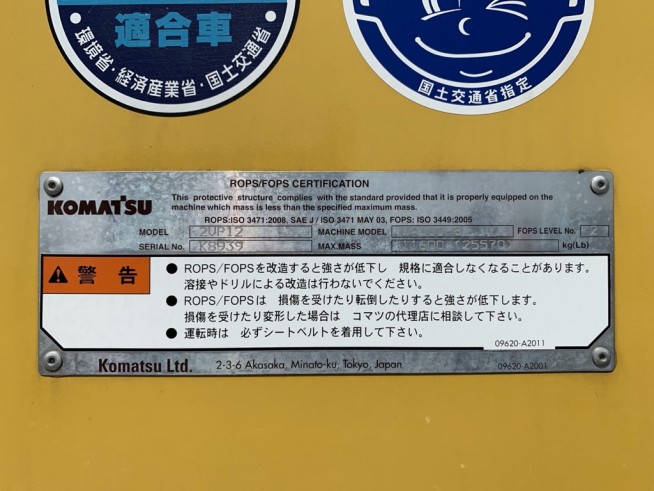 適合車
環境省・経済産業省・国土交通省
国土交通省指定
ROPS/FOPS CERTIFICATION
KOMATSU
This protective structure complies with the standard provided that it is properly equipped on the
machine which mass is less than the specified maximum mass.
ROPS:ISO 3471:2008, SAE J / ISO 3471 MAY 03, FOPS: ISO 3449:2005
MODEL 2UP12 MACHINE MODEL FOPS LEVEL No. 2
SERIAL No. K8939 MAX.MASS 11600 (25570) kg(Lb)
警 告
● ROPS/FOPSを改造すると強さが低下し 規格に適合しなくなることがあります。
溶接やドリルによる改造は行わないでください。
● ROPS/FOPSは 損傷を受けたり転倒したりすると強さが低下します。
損傷を受けたり変形した場合は コマツの代理店に相談して下さい。
● 運転時は 必ずシートベルトを着用して下さい。
09620-A2011
Komatsu Ltd. 2-3-6 Akasaka, Minato-ku, Tokyo, Japan
09620-A2001